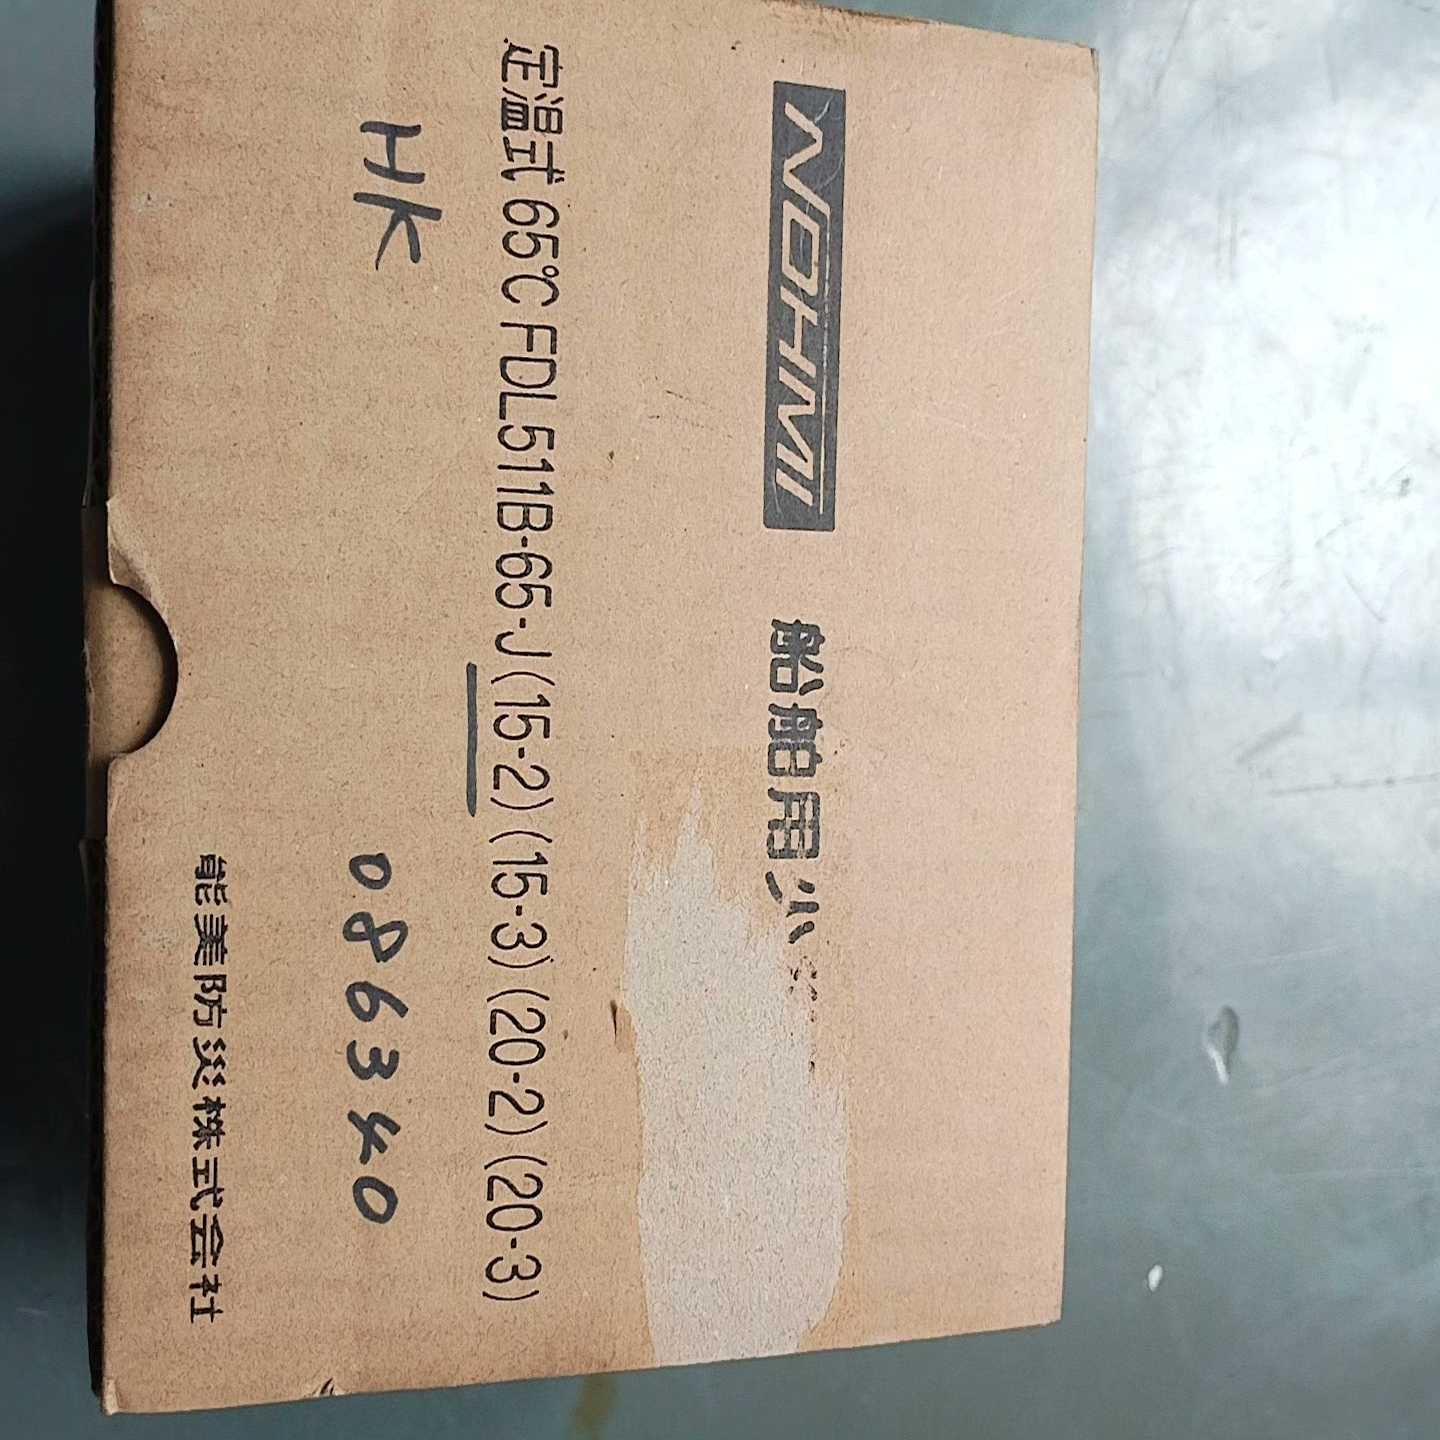 NOHMI 船舶用火
定温式 65℃ FDL511B-65-J(15-2)(15-3)(20-2)(20-3)
HK 086340
能美防災株式会社